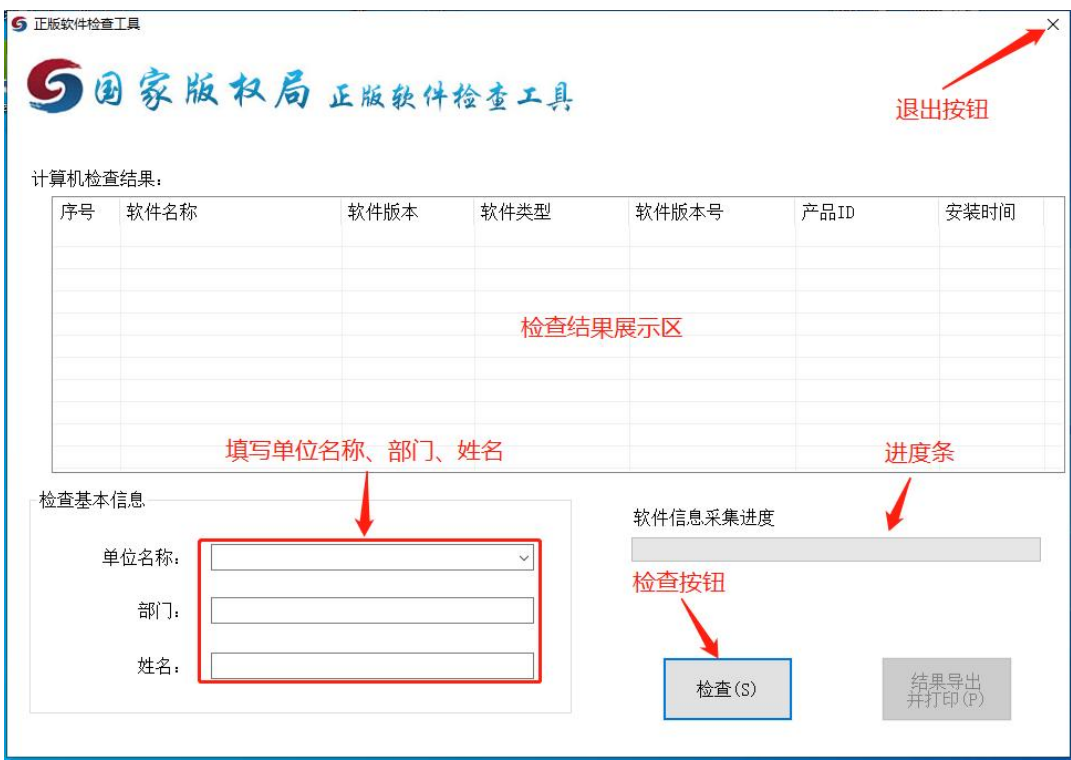 正版软件检查工具
国家版权局 正版软件检查工具
退出按钮
计算机检查结果:
序号 软件名称 软件版本 软件类型 软件版本号 产品ID 安装时间
检查结果展示区
填写单位名称、部门、姓名
进度条
检查基本信息
软件信息采集进度
单位名称:
检查按钮
部门:
姓名:
检查(S)
结果导出
并打印(P)